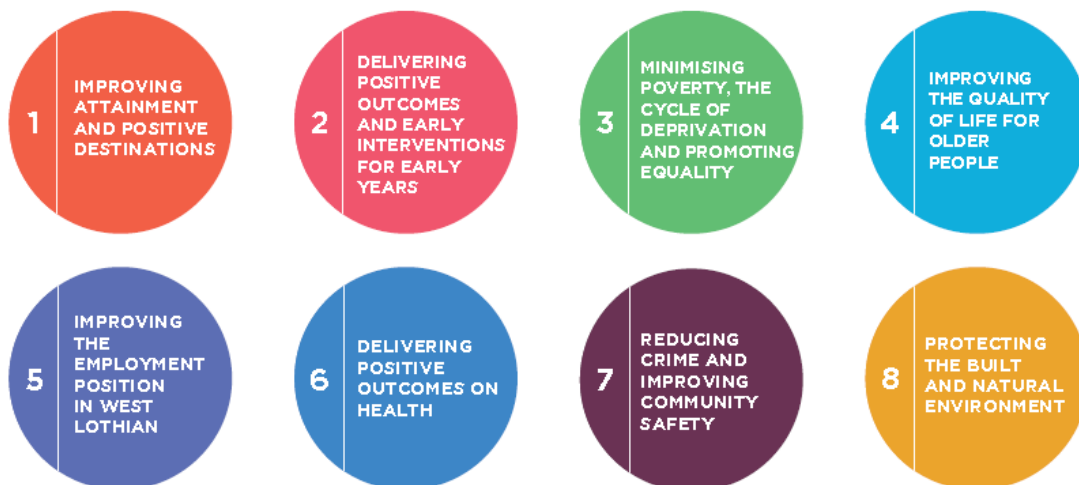 1
IMPROVING
ATTAINMENT
AND POSITIVE
DESTINATIONS
2
DELIVERING
POSITIVE
OUTCOMES
AND EARLY
INTERVENTIONS
FOR EARLY
YEARS
3
MINIMISING
POVERTY, THE
CYCLE OF
DEPRIVATION
AND PROMOTING
EQUALITY
4
IMPROVING
THE QUALITY
OF LIFE FOR
OLDER
PEOPLE
5
IMPROVING
THE
EMPLOYMENT
POSITION
IN WEST
LOTHIAN
6
DELIVERING
POSITIVE
OUTCOMES ON
HEALTH
7
REDUCING
CRIME AND
IMPROVING
COMMUNITY
SAFETY
8
PROTECTING
THE BUILT
AND NATURAL
ENVIRONMENT